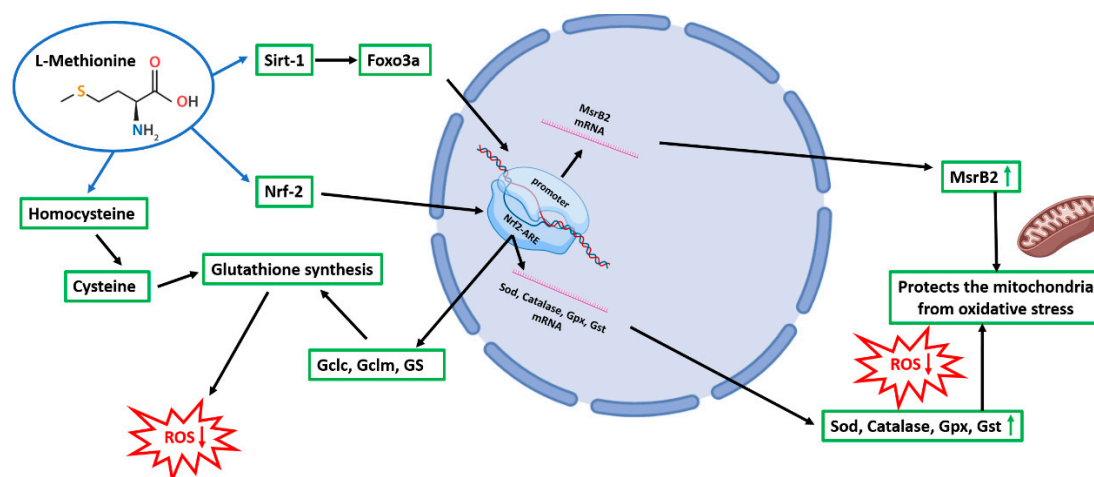 L-Methionine
O
S
OH
NH2
Sirt-1
Foxo3a
MsrB2
mRNA
promoter
Nrf2-ARE
Nrf-2
MsrB2 ↑
Homocysteine
Cysteine
Glutathione synthesis
Sod, Catalase, Gpx, Gst
mRNA
Protects the mitochondria
from oxidative stress
Gclc, Gclm, GS
ROS ↓
ROS ↓
Sod, Catalase, Gpx, Gst ↑